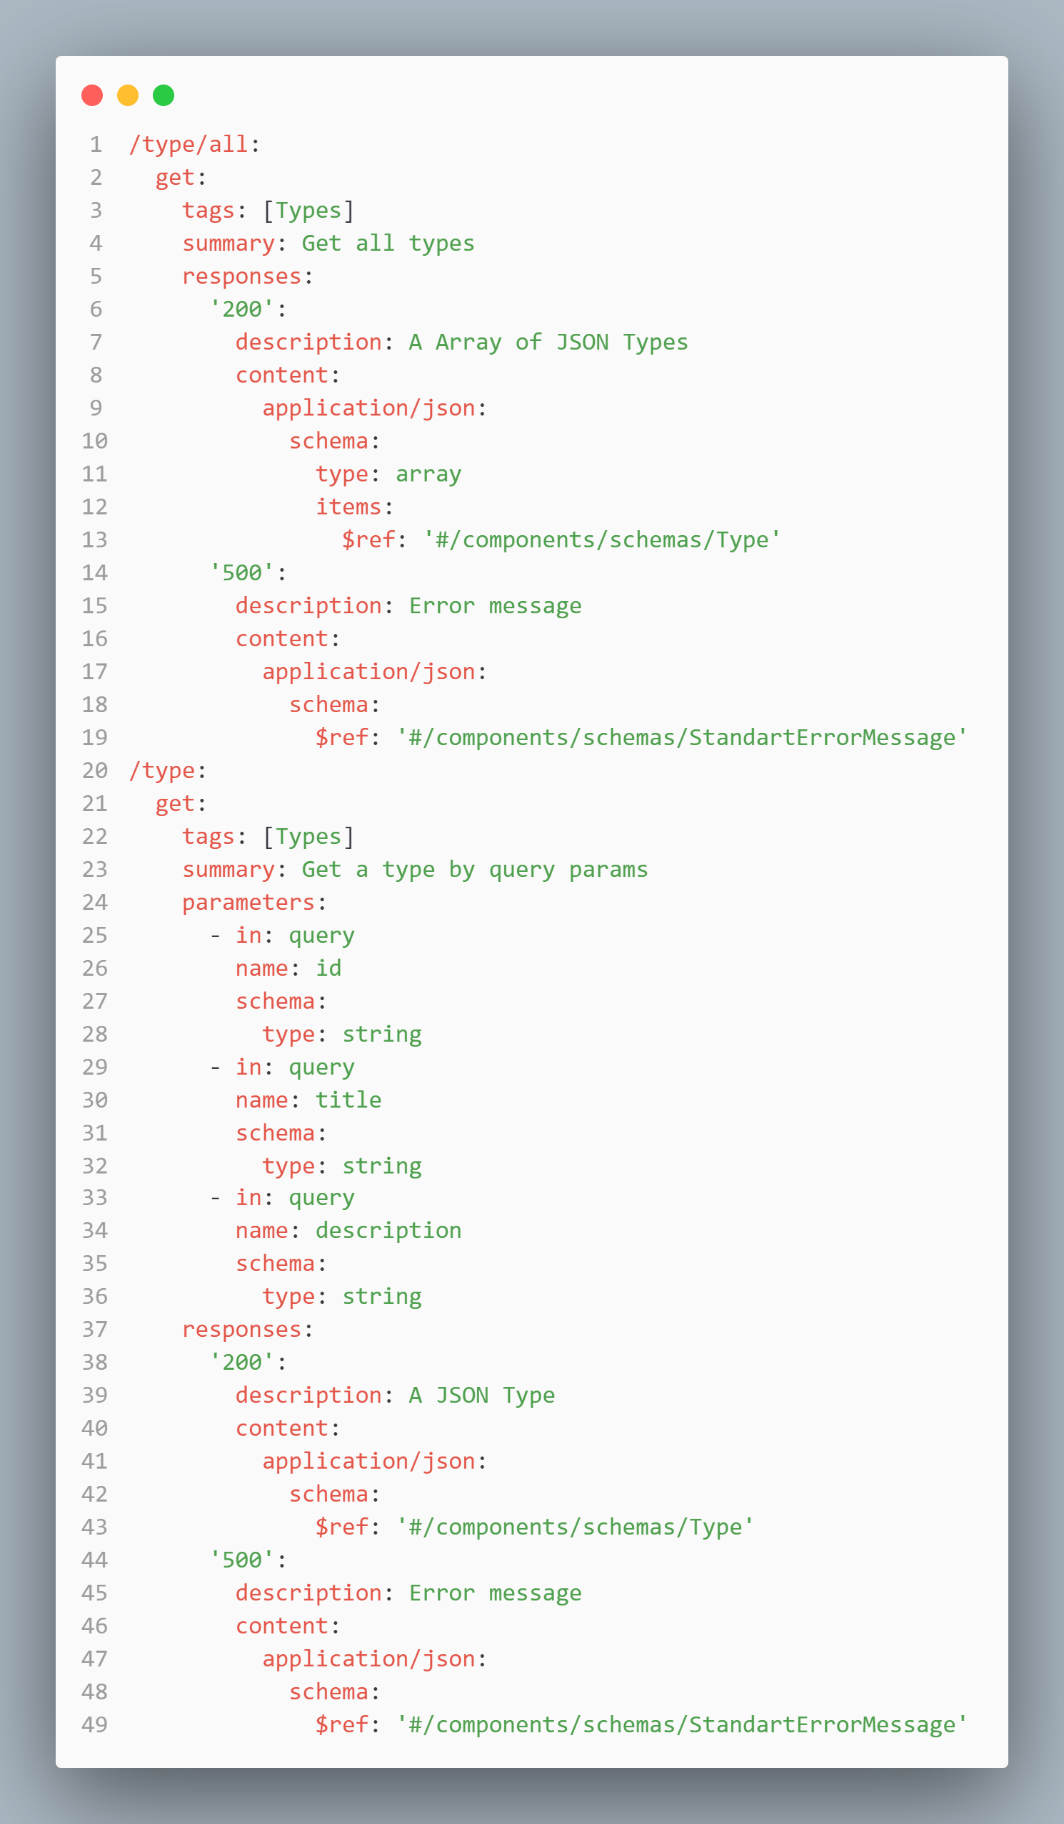 1 /type/all:
2   get:
3     tags: [Types]
4     summary: Get all types
5     responses:
6       '200':
7         description: A Array of JSON Types
8         content:
9           application/json:
10             schema:
11               type: array
12               items:
13                 $ref: '#/components/schemas/Type'
14       '500':
15         description: Error message
16         content:
17           application/json:
18             schema:
19               $ref: '#/components/schemas/StandartErrorMessage'
20 /type:
21   get:
22     tags: [Types]
23     summary: Get a type by query params
24     parameters:
25       - in: query
26         name: id
27         schema:
28           type: string
29       - in: query
30         name: title
31         schema:
32           type: string
33       - in: query
34         name: description
35         schema:
36           type: string
37     responses:
38       '200':
39         description: A JSON Type
40         content:
41           application/json:
42             schema:
43               $ref: '#/components/schemas/Type'
44       '500':
45         description: Error message
46         content:
47           application/json:
48             schema:
49               $ref: '#/components/schemas/StandartErrorMessage'